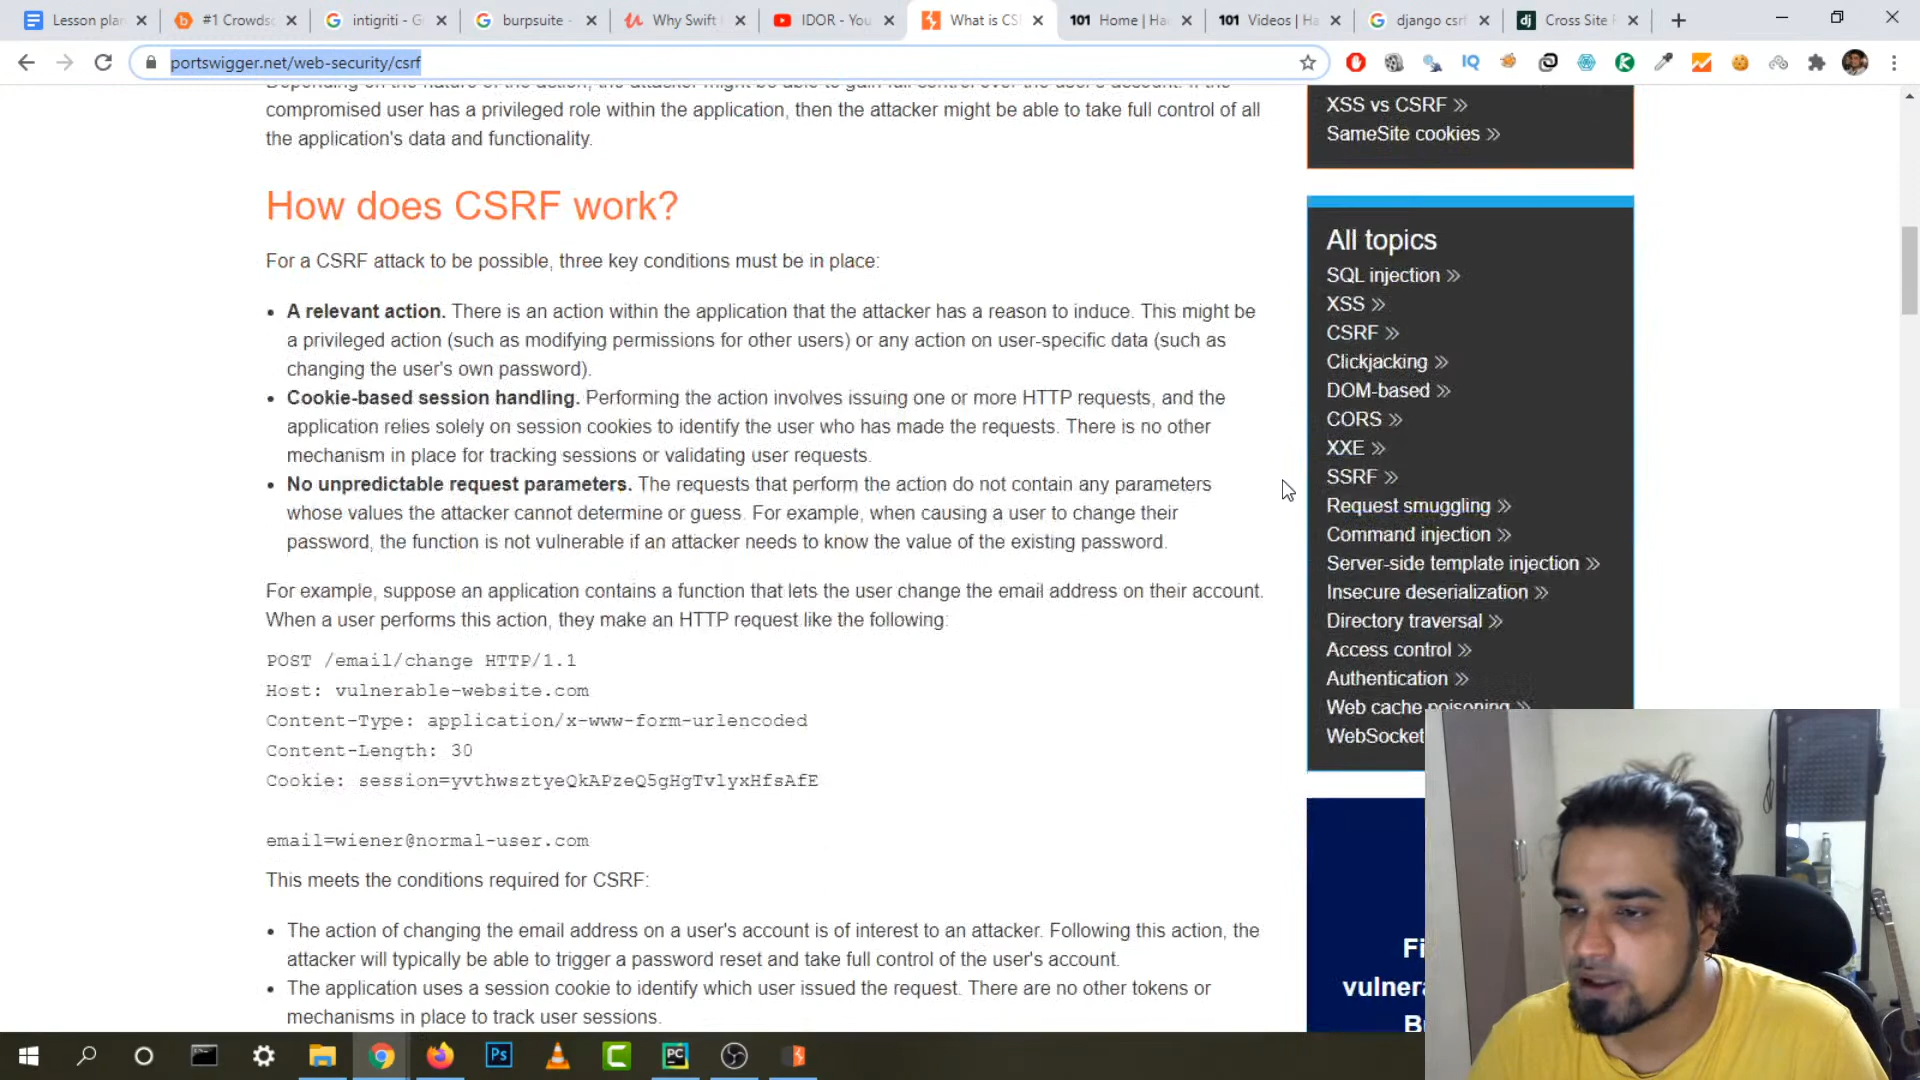 Lesson plan
#1 Crowdso
intigriti - G
burpsuite -
Why Swift
IDOR - You
What is CS
101 Home | Ha
101 Videos | Ha
django csrf
dj Cross Site
portswigger.net/web-security/csrf
IQ
compromised user has a privileged role within the application, then the attacker might be able to take full control of all
the application's data and functionality.
How does CSRF work?
For a CSRF attack to be possible, three key conditions must be in place:
• A relevant action. There is an action within the application that the attacker has a reason to induce. This might be
a privileged action (such as modifying permissions for other users) or any action on user-specific data (such as
changing the user's own password).
• Cookie-based session handling. Performing the action involves issuing one or more HTTP requests, and the
application relies solely on session cookies to identify the user who has made the requests. There is no other
mechanism in place for tracking sessions or validating user requests.
• No unpredictable request parameters. The requests that perform the action do not contain any parameters
whose values the attacker cannot determine or guess. For example, when causing a user to change their
password, the function is not vulnerable if an attacker needs to know the value of the existing password.
For example, suppose an application contains a function that lets the user change the email address on their account.
When a user performs this action, they make an HTTP request like the following:
POST /email/change HTTP/1.1
Host: vulnerable-website.com
Content-Type: application/x-www-form-urlencoded
Content-Length: 30
Cookie: session=yvthwsztyeQkAPzeQ5gHgTvlyxHfsAfE
email=wiener@normal-user.com
This meets the conditions required for CSRF:
• The action of changing the email address on a user's account is of interest to an attacker. Following this action, the
attacker will typically be able to trigger a password reset and take full control of the user's account.
• The application uses a session cookie to identify which user issued the request. There are no other tokens or
mechanisms in place to track user sessions.
XSS vs CSRF »
SameSite cookies »
All topics
SQL injection »
XSS »
CSRF »
Clickjacking »
DOM-based »
CORS »
XXE »
SSRF »
Request smuggling »
Command injection »
Server-side template injection »
Insecure deserialization »
Directory traversal »
Access control »
Authentication »
Web cache poisoning »
WebSocket
Fi
vulnera
B
Ps
PC